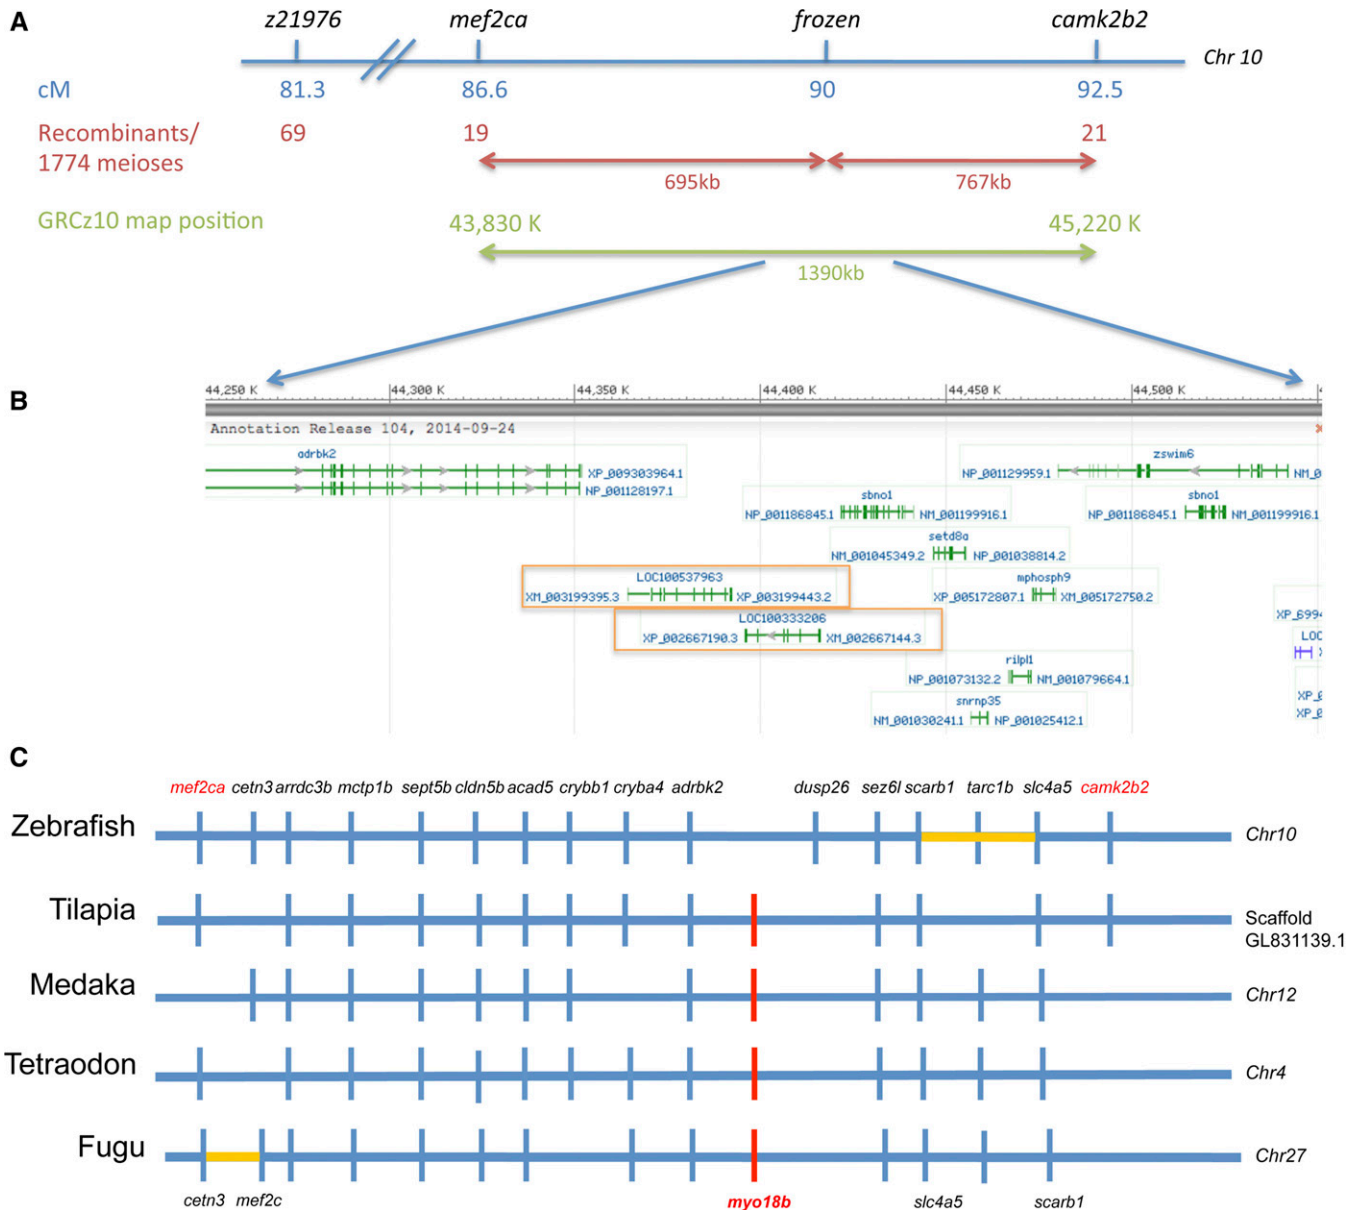 A
z21976 mef2ca frozen camk2b2
Chr 10
cM 81.3 86.6 90 92.5
Recombinants/ 69 19 21
1774 meioses
695kb 767kb
GRCz10 map position 43,830 K 45,220 K
1390kb
B
44,250 K 44,300 K 44,350 K 44,400 K 44,450 K 44,500 K
Annotation Release 104, 2014-09-24
adrbk2 zswim6
XP_009303964.1 NP_001129959.1 NM_0
NP_001128197.1
sbno1 sbno1
NP_001186845.1 NM_001199916.1 NP_001186845.1 NM_001199916.1
setd8a
NM_001045349.2 NP_001038814.2
LOC100537963 mphosph9
XM_003199395.3 XP_003199443.2 XP_005172807.1 XM_005172750.2
XP_699
LOC100333206 LOC
XP_002667190.3 XM_002667144.3
rilpl1
NP_001073132.2 NM_001079664.1
snrnp35 XP_
NM_001030241.1 NP_001025412.1 XP_
C
mef2ca cetn3 arrdc3b mctp1b sept5b cldn5b acad5 crybb1 cryba4 adrbk2 dusp26 sez6l scarb1 tarc1b slc4a5 camk2b2
Zebrafish Chr10
Tilapia Scaffold
GL831139.1
Medaka Chr12
Tetraodon Chr4
Fugu Chr27
cetn3 mef2c myo18b slc4a5 scarb1